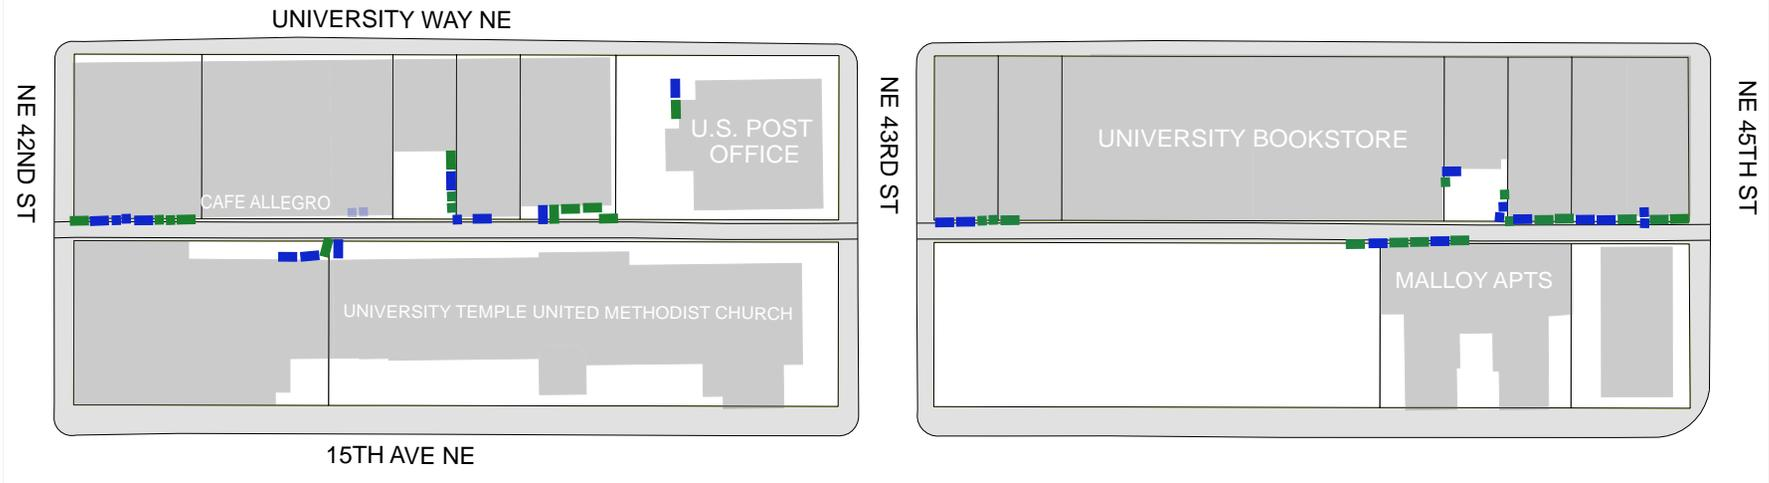 UNIVERSITY WAY NE
NE 42ND ST
CAFE ALLEGRO
U.S. POST
OFFICE
NE 43RD ST
UNIVERSITY BOOKSTORE
NE 45TH ST
UNIVERSITY TEMPLE UNITED METHODIST CHURCH
MALLOY APTS
15TH AVE NE